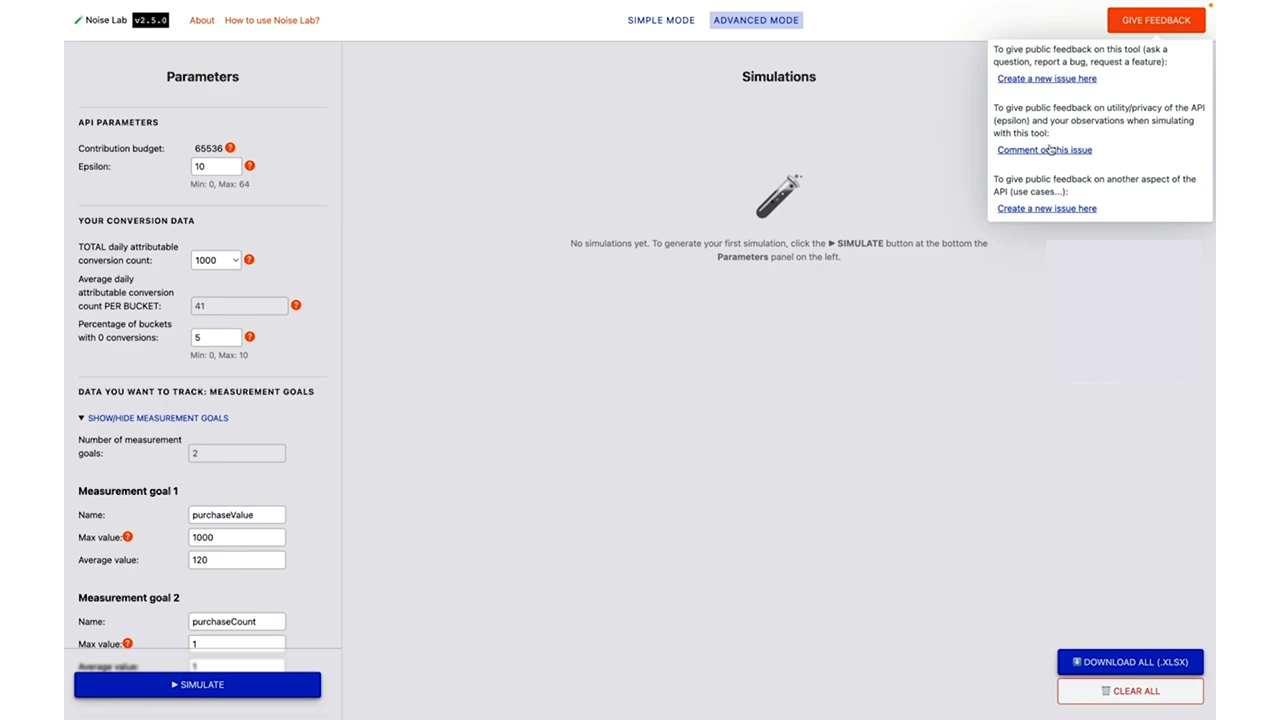 Noise Lab v2.5.0
About
How to use Noise Lab?
SIMPLE MODE
ADVANCED MODE
GIVE FEEDBACK
To give public feedback on this tool (ask a
question, report a bug, request a feature):
Create a new issue here
To give public feedback on utility/privacy of the API
(epsilon) and your observations when simulating
with this tool:
Comment on this issue
To give public feedback on another aspect of the
API (use cases...):
Create a new issue here
Parameters
API PARAMETERS
Contribution budget: 65536 ?
Epsilon: 10 ?
Min: 0, Max: 64
YOUR CONVERSION DATA
TOTAL daily attributable
conversion count: 1000 ?
Average daily
attributable conversion
count PER BUCKET: 41 ?
Percentage of buckets
with 0 conversions: 5 ?
Min: 0, Max: 10
DATA YOU WANT TO TRACK: MEASUREMENT GOALS
▼ SHOW/HIDE MEASUREMENT GOALS
Number of measurement
goals: 2
Measurement goal 1
Name: purchaseValue
Max value: ? 1000
Average value: 120
Measurement goal 2
Name: purchaseCount
Max value: ? 1
Average value: 1
► SIMULATE
Simulations
No simulations yet. To generate your first simulation, click the ► SIMULATE button at the bottom the
Parameters panel on the left.
DOWNLOAD ALL (.XLSX)
CLEAR ALL